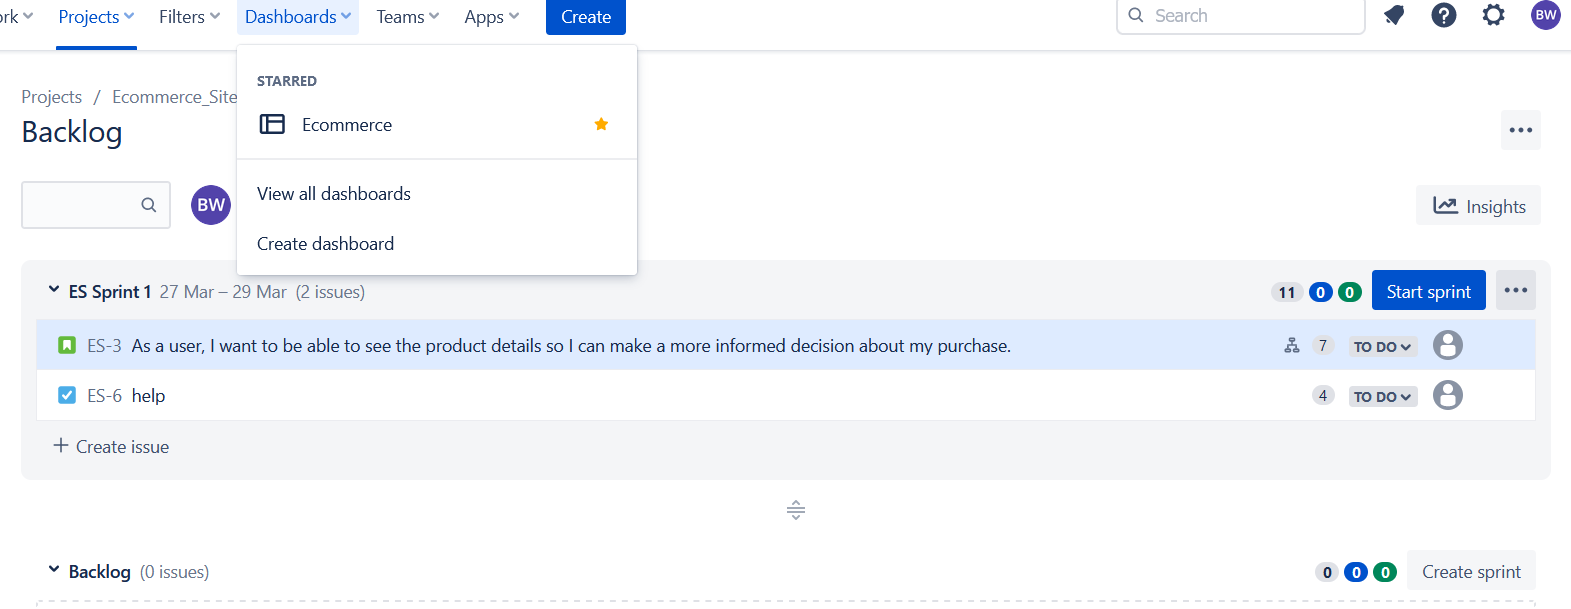 rk Projects Filters Dashboards Teams Apps Create Search BW
STARRED
Projects / Ecommerce_Site
Ecommerce
Backlog
View all dashboards
BW
Insights
Create dashboard
ES Sprint 1 27 Mar – 29 Mar (2 issues) 11 0 0 Start sprint
ES-3 As a user, I want to be able to see the product details so I can make a more informed decision about my purchase. 7 TO DO
ES-6 help 4 TO DO
+ Create issue
Backlog (0 issues) 0 0 0 Create sprint